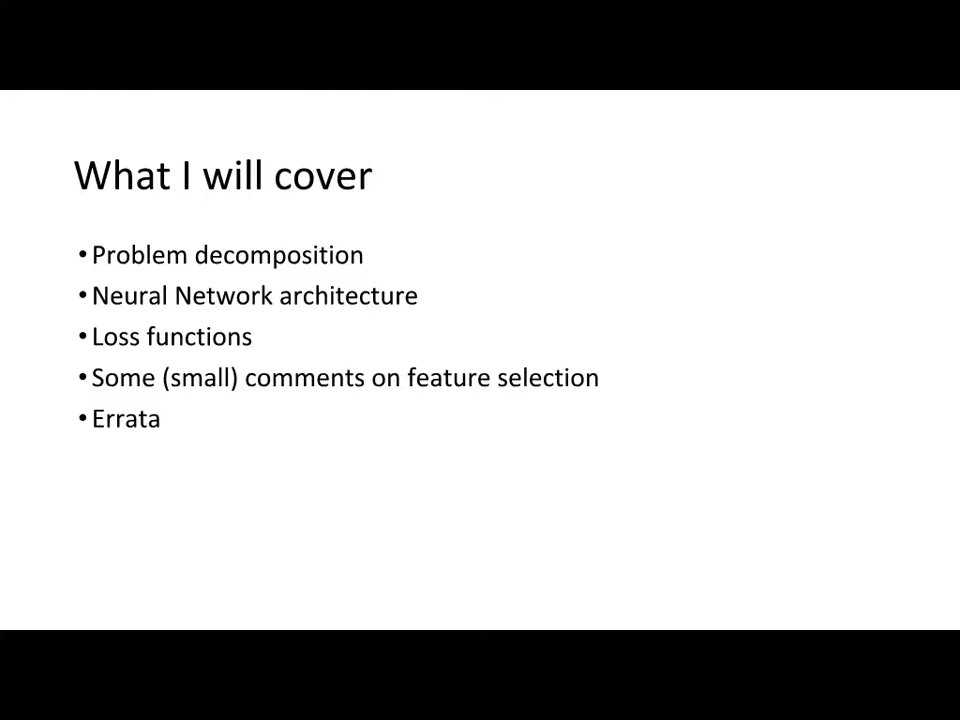 What I will cover
• Problem decomposition
• Neural Network architecture
• Loss functions
• Some (small) comments on feature selection
• Errata